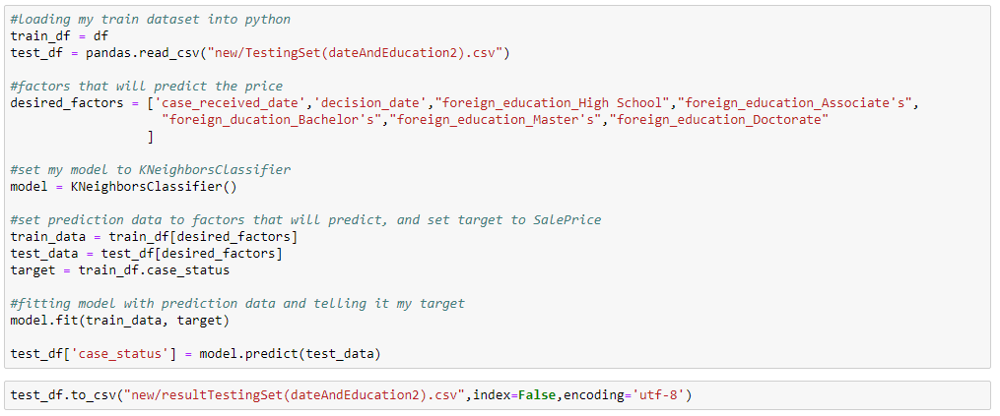 #loading my train dataset into python
train_df = df
test_df = pandas.read_csv("new/TestingSet(dateAndEducation2).csv")
#factors that will predict the price
desired_factors = ['case_received_date','decision_date',"foreign_education_High School","foreign_education_Associate's",
"foreign_ducation_Bachelor's","foreign_education_Master's","foreign_education_Doctorate"
]
#set my model to KNeighborsClassifier
model = KNeighborsClassifier()
#set prediction data to factors that will predict, and set target to SalePrice
train_data = train_df[desired_factors]
test_data = test_df[desired_factors]
target = train_df.case_status
#fitting model with prediction data and telling it my target
model.fit(train_data, target)
test_df['case_status'] = model.predict(test_data)
test_df.to_csv("new/resultTestingSet(dateAndEducation2).csv",index=False,encoding='utf-8')